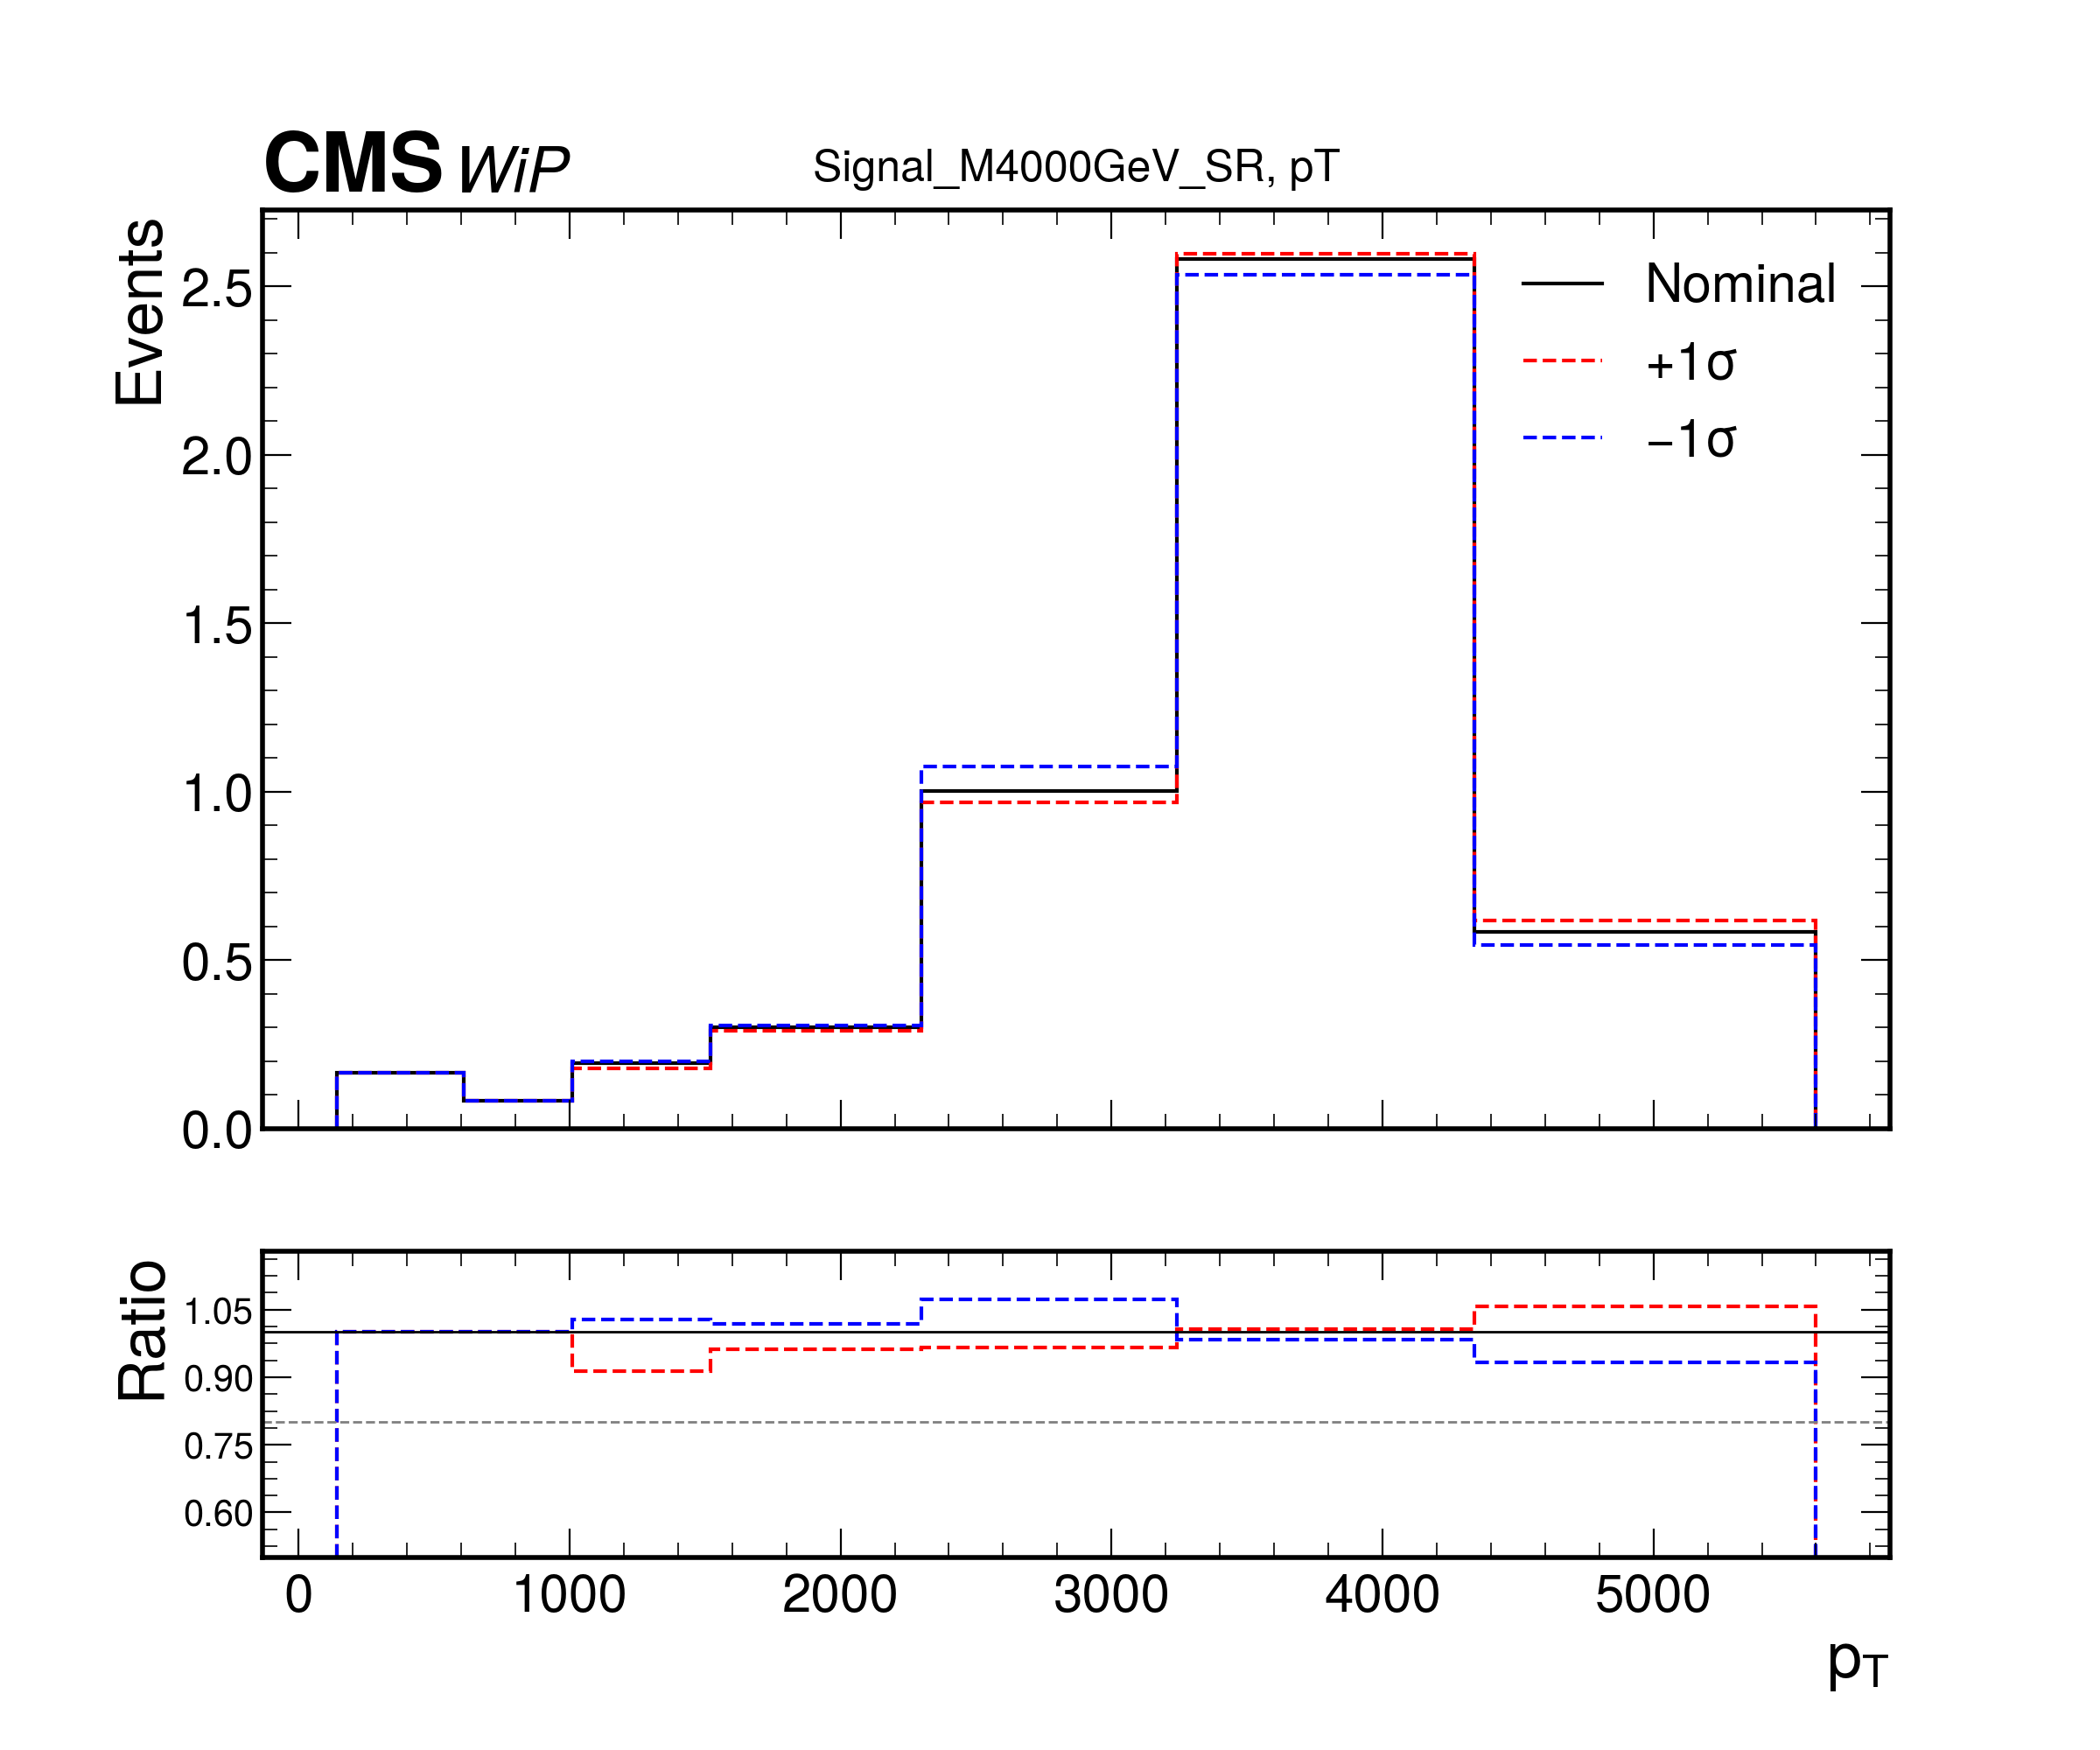 CMS WiP Signal_M4000GeV_SR, pT
Events
2.5
2.0
1.5
1.0
0.5
0.0
Nominal
+1σ
−1σ
Ratio
1.05
0.90
0.75
0.60
0 1000 2000 3000 4000 5000
pT